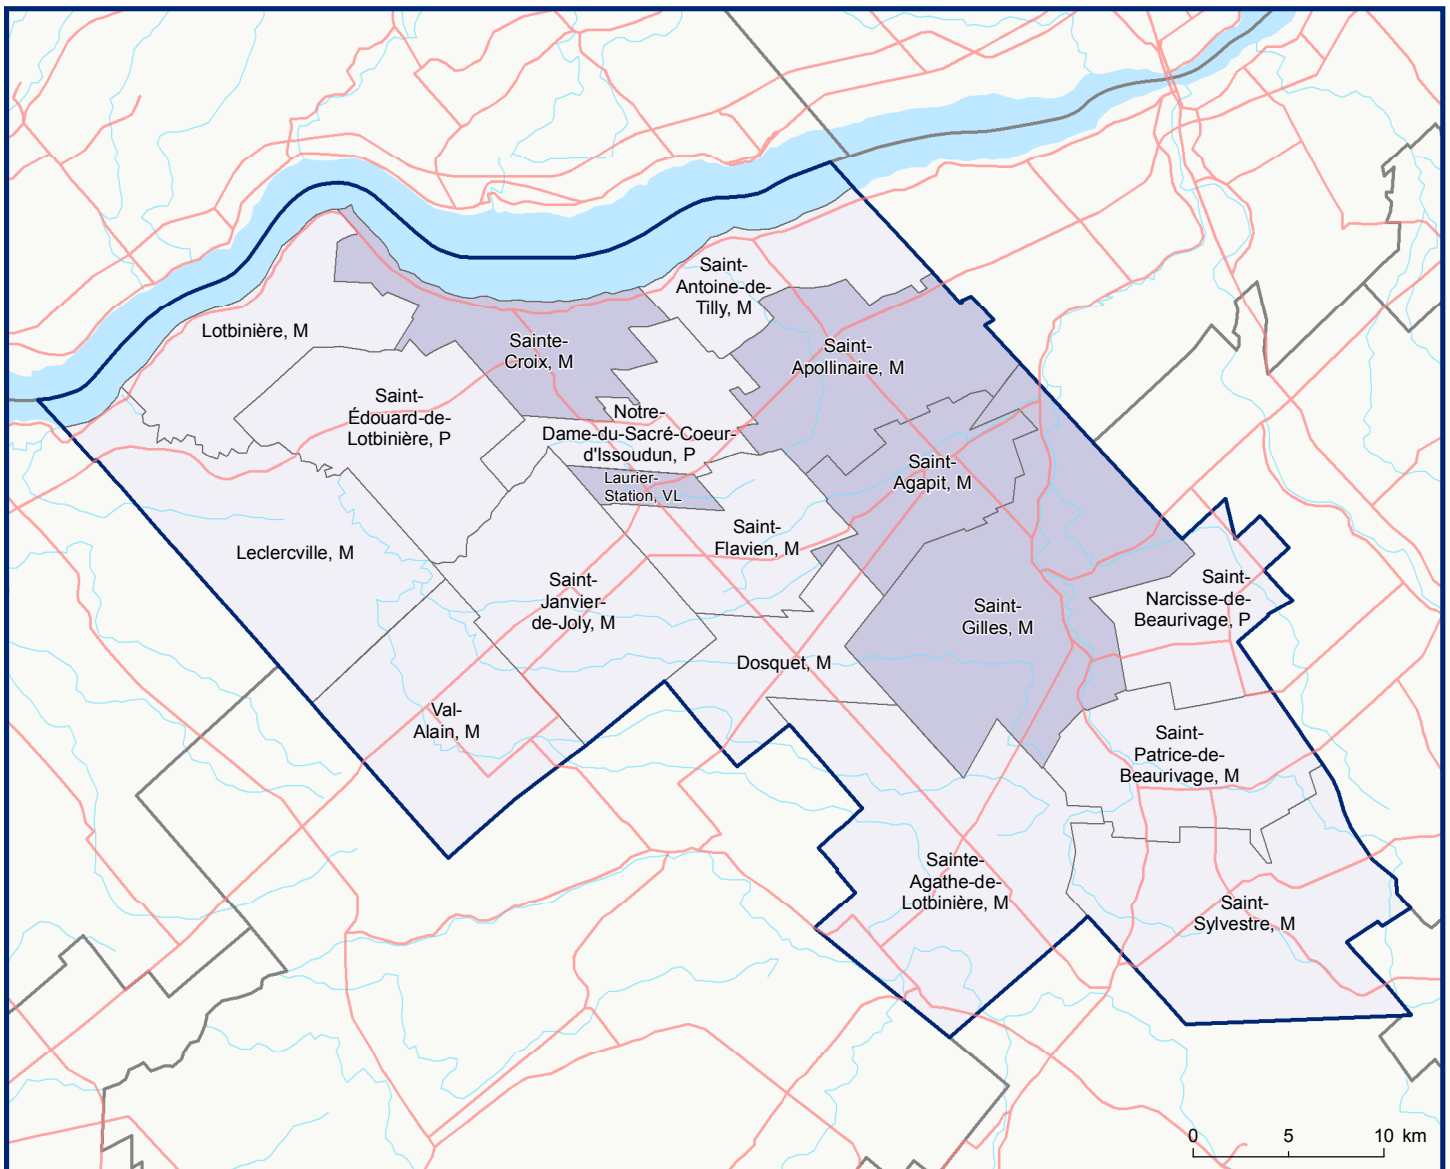 Saint-
Antoine-de-
Tilly, M
Lotbinière, M
Sainte-
Croix, M
Saint-
Apollinaire, M
Saint-
Édouard-de-
Lotbinière, P
Notre-
Dame-du-Sacré-Coeur-
d'Issoudun, P
Laurier-
Station, VL
Saint-
Agapit, M
Leclercville, M
Saint-
Flavien, M
Saint-
Janvier-
de-Joly, M
Saint-
Gilles, M
Saint-
Narcisse-de-
Beaurivage, P
Dosquet, M
Val-
Alain, M
Saint-
Patrice-de-
Beaurivage, M
Sainte-
Agathe-de-
Lotbinière, M
Saint-
Sylvestre, M
0 5 10 km